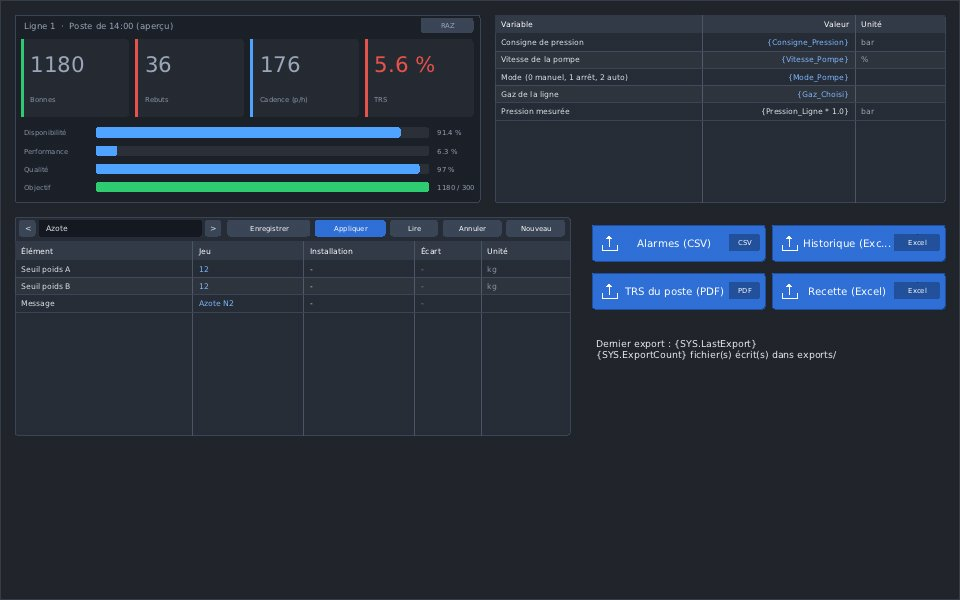 Ligne 1 · Poste de 14:00 (aperçu)
RAZ
1180
36
176
5.6 %
Bonnes
Rebuts
Cadence (p/h)
TRS
Disponibilité
91.4 %
Performance
6.3 %
Qualité
97 %
Objectif
1180 / 300
Variable
Valeur
Unité
Consigne de pression
{Consigne_Pression}
bar
Vitesse de la pompe
{Vitesse_Pompe}
%
Mode (0 manuel, 1 arrêt, 2 auto)
{Mode_Pompe}
Gaz de la ligne
{Gaz_Choisi}
Pression mesurée
{Pression_Ligne * 1.0}
bar
<
Azote
>
Enregistrer
Appliquer
Lire
Annuler
Nouveau
Élément
Jeu
Installation
Écart
Unité
Seuil poids A
12
-
-
kg
Seuil poids B
12
-
-
kg
Message
Azote N2
-
-
Alarmes (CSV)
CSV
Historique (Exc...
Excel
TRS du poste (PDF)
PDF
Recette (Excel)
Excel
Dernier export : {SYS.LastExport}
{SYS.ExportCount} fichier(s) écrit(s) dans exports/